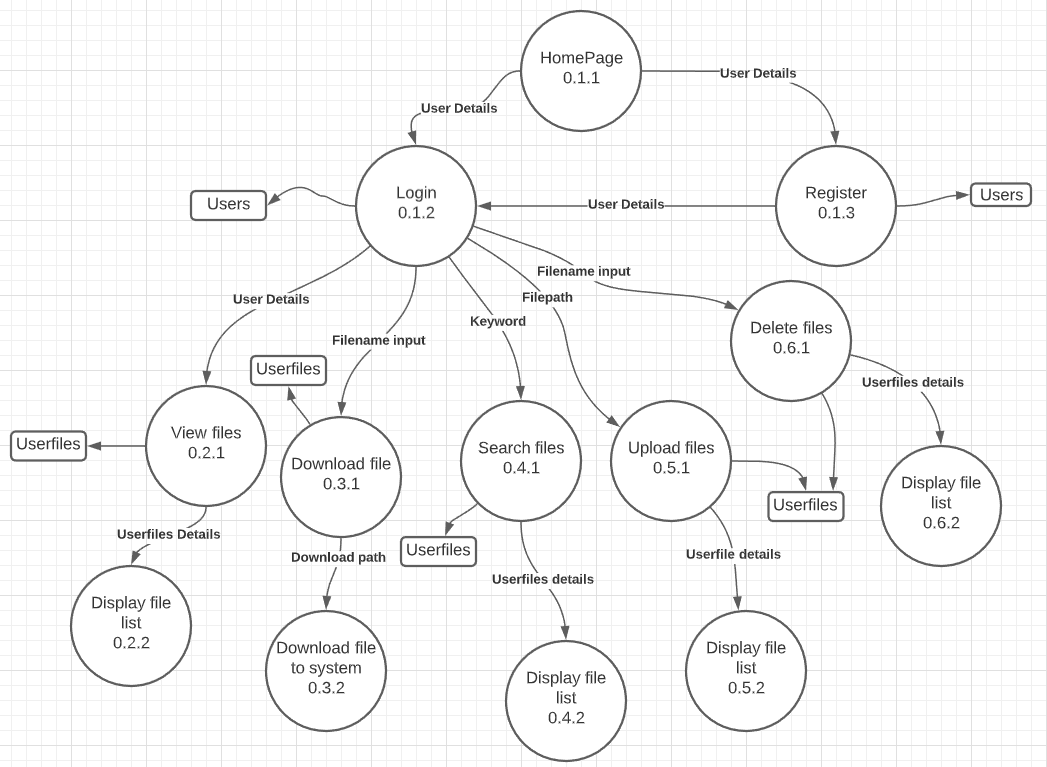 HomePage
0.1.1
User Details
User Details
Login
0.1.2
Register
0.1.3
Users
Users
User Details
Filename input
User Details
Filepath
Keyword
Filename input
Delete files
0.6.1
Userfiles
Userfiles details
View files
0.2.1
Userfiles
Download file
0.3.1
Search files
0.4.1
Upload files
0.5.1
Userfiles
Display file
list
0.6.2
Userfiles Details
Userfiles
Download path
Userfile details
Userfiles details
Display file
list
0.2.2
Download file
to system
0.3.2
Display file
list
0.4.2
Display file
list
0.5.2